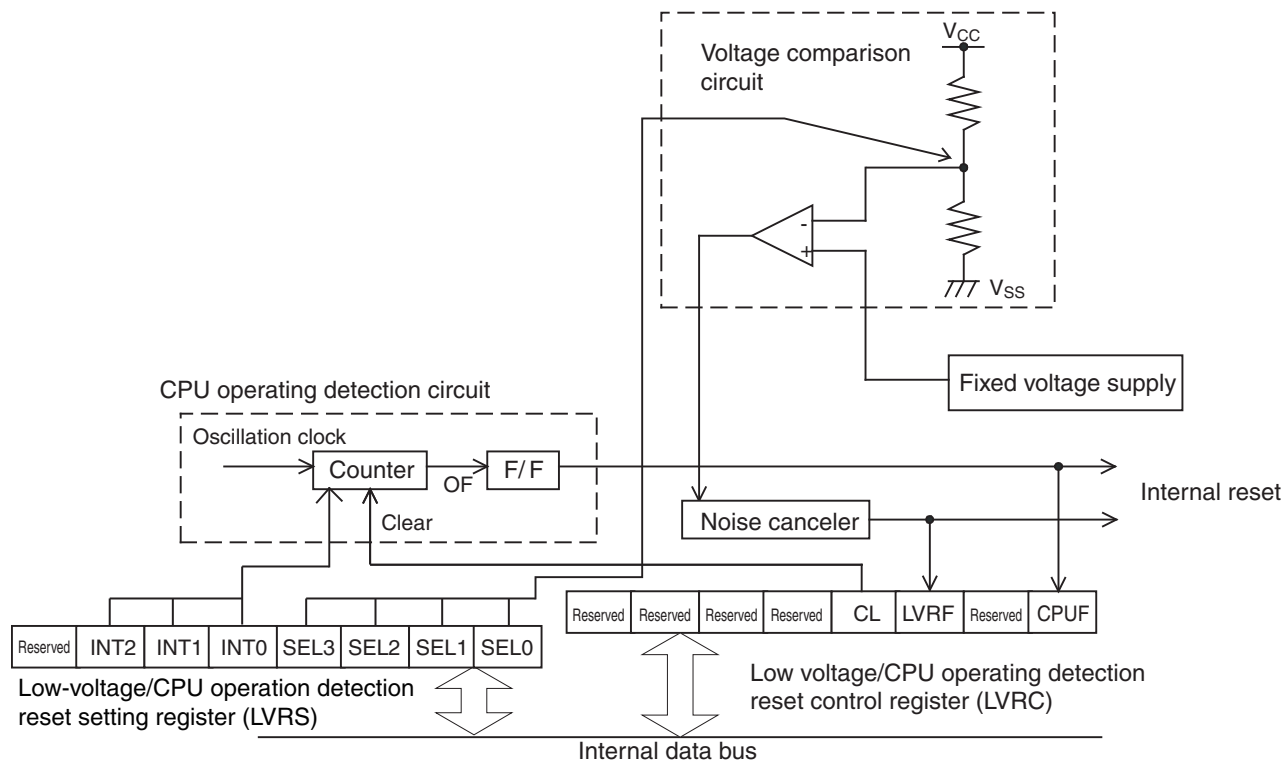 V_CC
Voltage comparison
circuit
-
+
V_SS
Fixed voltage supply
CPU operating detection circuit
Oscillation clock
Counter
OF
F/F
Clear
Internal reset
Noise canceler
Reserved INT2 INT1 INT0 SEL3 SEL2 SEL1 SEL0
Reserved Reserved Reserved Reserved CL LVRF Reserved CPUF
Low-voltage/CPU operation detection
reset setting register (LVRS)
Low voltage/CPU operating detection
reset control register (LVRC)
Internal data bus